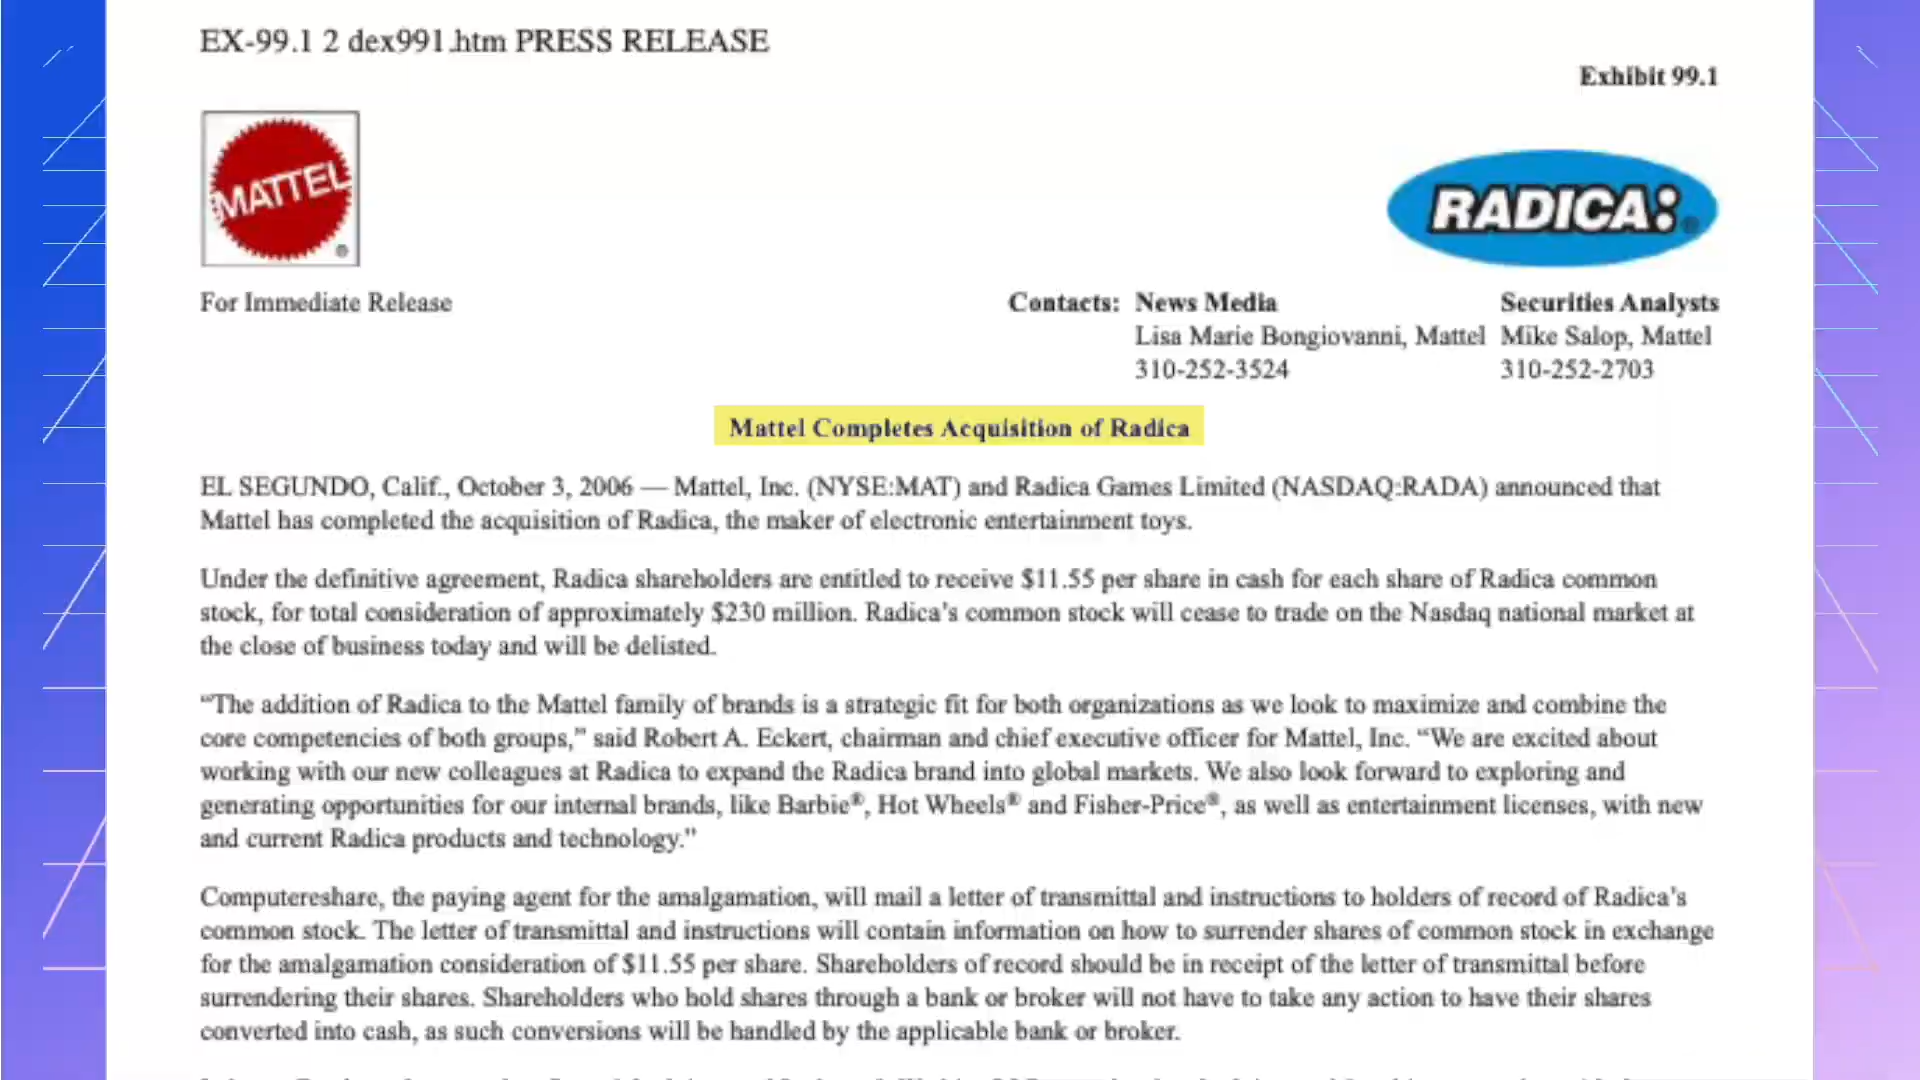 EX-99.1 2 dex991.htm PRESS RELEASE
Exhibit 99.1
MATTEL
®
RADICA:
®
For Immediate Release
Contacts: News Media Securities Analysts
Lisa Marie Bongiovanni, Mattel Mike Salop, Mattel
310-252-3524 310-252-2703
Mattel Completes Acquisition of Radica
EL SEGUNDO, Calif., October 3, 2006 — Mattel, Inc. (NYSE:MAT) and Radica Games Limited (NASDAQ:RADA) announced that
Mattel has completed the acquisition of Radica, the maker of electronic entertainment toys.
Under the definitive agreement, Radica shareholders are entitled to receive $11.55 per share in cash for each share of Radica common
stock, for total consideration of approximately $230 million. Radica’s common stock will cease to trade on the Nasdaq national market at
the close of business today and will be delisted.
“The addition of Radica to the Mattel family of brands is a strategic fit for both organizations as we look to maximize and combine the
core competencies of both groups,” said Robert A. Eckert, chairman and chief executive officer for Mattel, Inc. “We are excited about
working with our new colleagues at Radica to expand the Radica brand into global markets. We also look forward to exploring and
generating opportunities for our internal brands, like Barbie®, Hot Wheels® and Fisher-Price®, as well as entertainment licenses, with new
and current Radica products and technology.”
Computereshare, the paying agent for the amalgamation, will mail a letter of transmittal and instructions to holders of record of Radica’s
common stock. The letter of transmittal and instructions will contain information on how to surrender shares of common stock in exchange
for the amalgamation consideration of $11.55 per share. Shareholders of record should be in receipt of the letter of transmittal before
surrendering their shares. Shareholders who hold shares through a bank or broker will not have to take any action to have their shares
converted into cash, as such conversions will be handled by the applicable bank or broker.